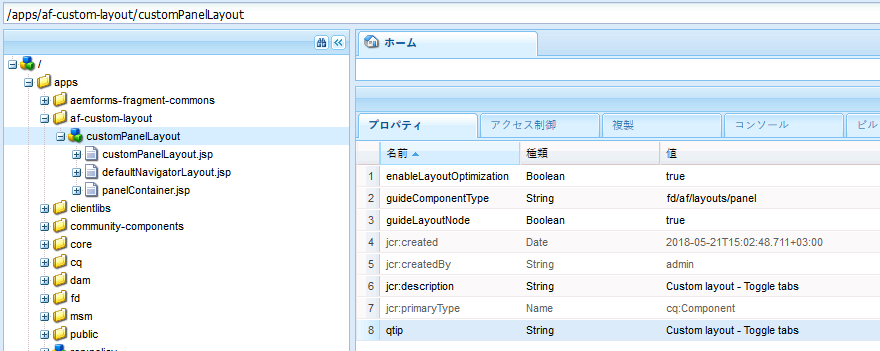 /apps/af-custom-layout/customPanelLayout
/
apps
aemforms-fragment-commons
af-custom-layout
customPanelLayout
customPanelLayout.jsp
defaultNavigatorLayout.jsp
panelContainer.jsp
clientlibs
community-components
core
cq
dam
fd
msm
public
ホーム
プロパティ アクセス制御 複製 コンソール ビル
名前 種類 値
1 enableLayoutOptimization Boolean true
2 guideComponentType String fd/af/layouts/panel
3 guideLayoutNode Boolean true
4 jcr:created Date 2018-05-21T15:02:48.711+03:00
5 jcr:createdBy String admin
6 jcr:description String Custom layout - Toggle tabs
7 jcr:primaryType Name cq:Component
8 qtip String Custom layout - Toggle tabs